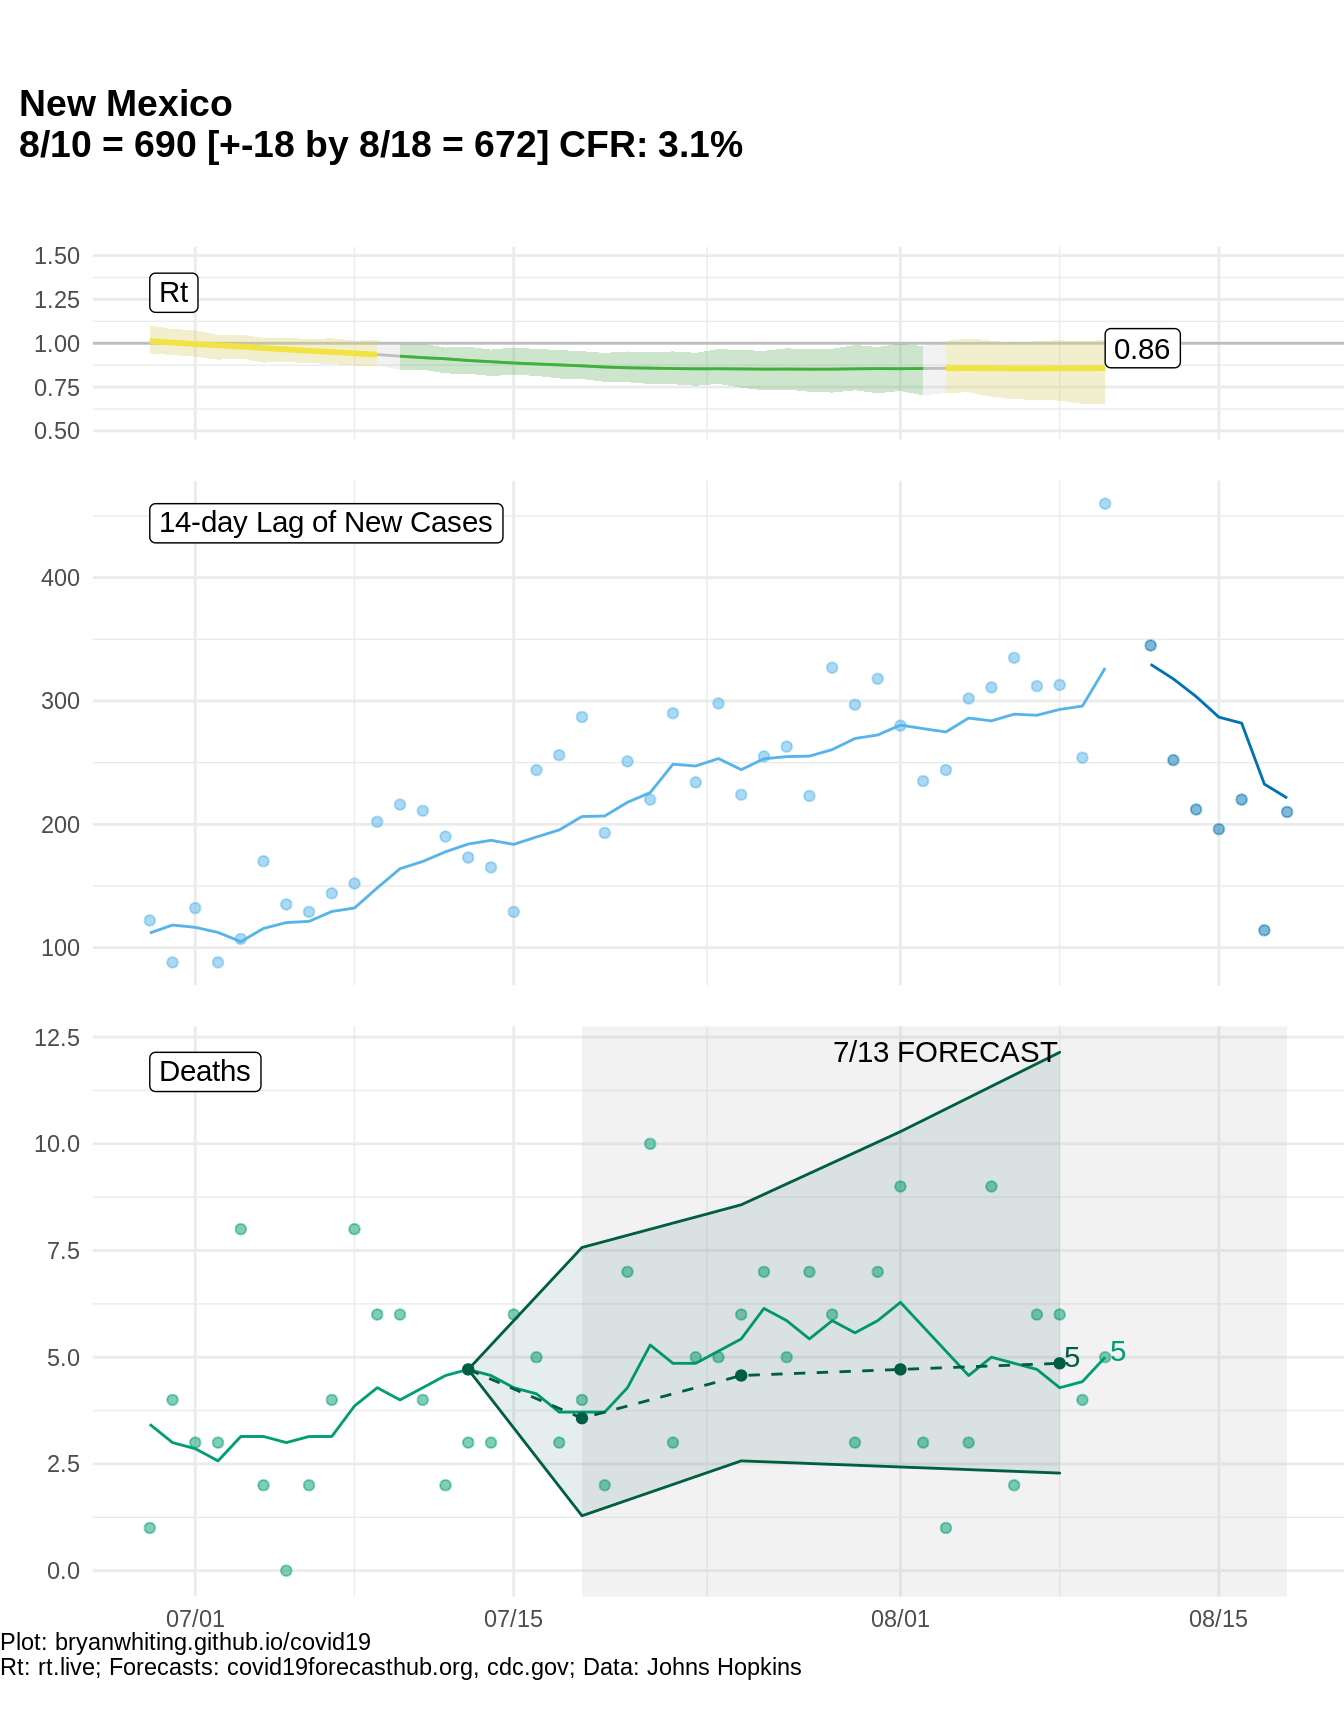 New Mexico
8/10 = 690 [+-18 by 8/18 = 672] CFR: 3.1%
1.50
1.25
1.00
0.75
0.50
Rt
0.86
400
300
200
100
14-day Lag of New Cases
12.5
10.0
7.5
5.0
2.5
0.0
Deaths
7/13 FORECAST
5
5
07/01 07/15 08/01 08/15
Plot: bryanwhiting.github.io/covid19
Rt: rt.live; Forecasts: covid19forecasthub.org, cdc.gov; Data: Johns Hopkins